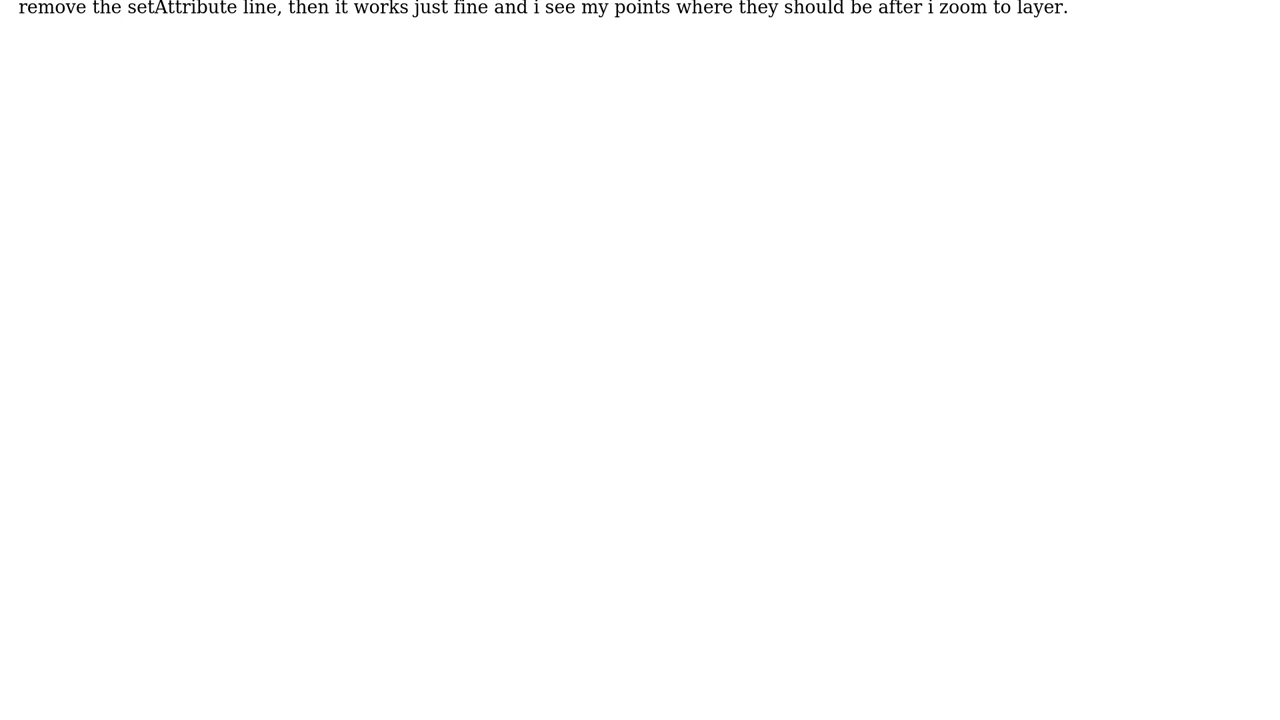 remove the setAttribute line, then it works just fine and i see my points where they should be after i zoom to layer.